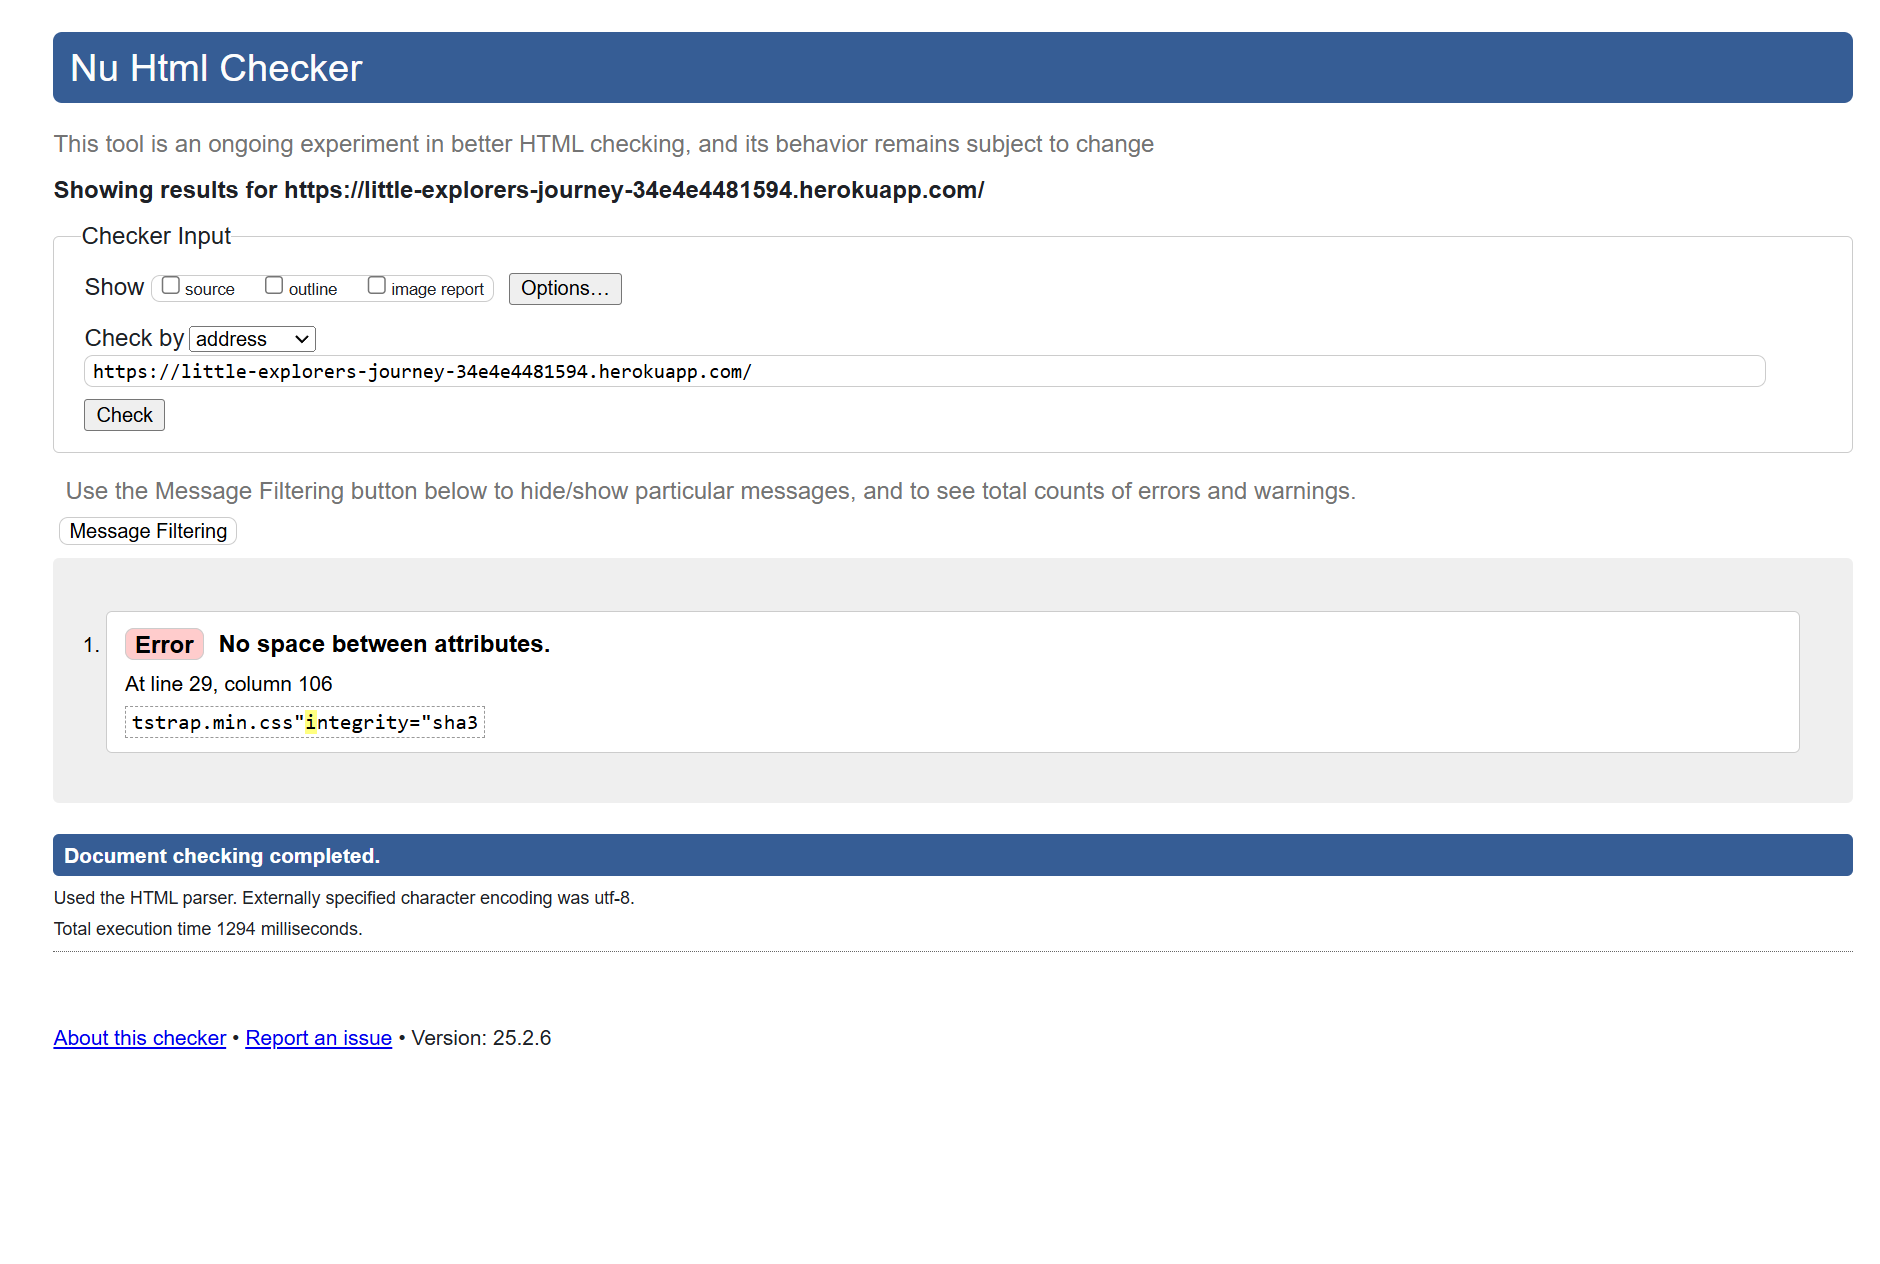 Nu Html Checker
This tool is an ongoing experiment in better HTML checking, and its behavior remains subject to change
Showing results for https://little-explorers-journey-34e4e4481594.herokuapp.com/
Checker Input
Show source outline image report Options...
Check by address
https://little-explorers-journey-34e4e4481594.herokuapp.com/
Check
Use the Message Filtering button below to hide/show particular messages, and to see total counts of errors and warnings.
Message Filtering
1. Error No space between attributes.
At line 29, column 106
tstrap.min.css"integrity="sha3
Document checking completed.
Used the HTML parser. Externally specified character encoding was utf-8.
Total execution time 1294 milliseconds.
About this checker • Report an issue • Version: 25.2.6